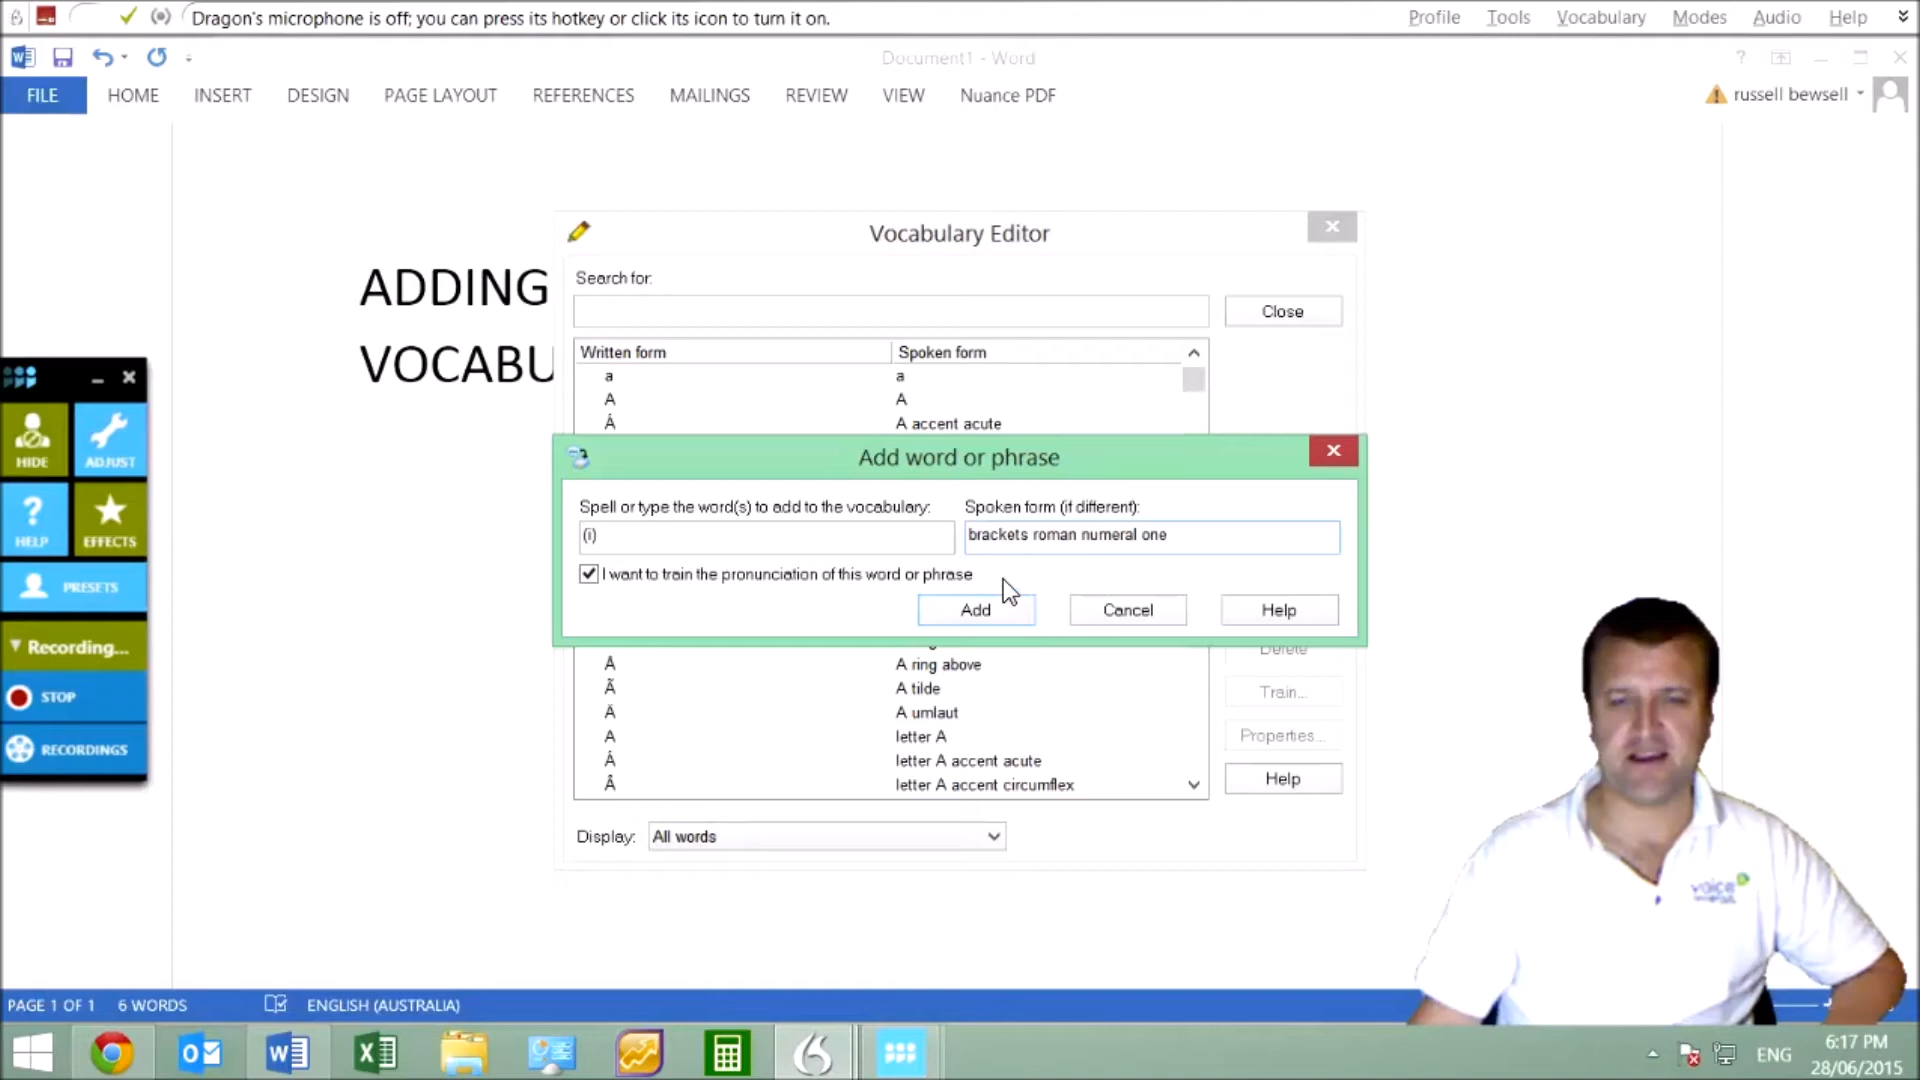 Dragon's microphone is off; you can press its hotkey or click its icon to turn it on.
Profile Tools Vocabulary Modes Audio Help
Document1 - Word
FILE HOME INSERT DESIGN PAGE LAYOUT REFERENCES MAILINGS REVIEW VIEW Nuance PDF
russell bewsell
ADDING
VOCABU
Vocabulary Editor
Search for:
Close
Written form Spoken form
a a
A A
Á A accent acute
Add word or phrase
Spell or type the word(s) to add to the vocabulary: Spoken form (if different):
(i) brackets roman numeral one
I want to train the pronunciation of this word or phrase
Add Cancel Help
Delete
Å A ring above
Ã A tilde
Train...
Ä A umlaut
A letter A
Properties...
Á letter A accent acute
Help
Â letter A accent circumflex
Display: All words
HIDE ADJUST
HELP EFFECTS
PRESETS
Recording...
STOP
RECORDINGS
voice
PAGE 1 OF 1 6 WORDS ENGLISH (AUSTRALIA)
ENG
6:17 PM
28/06/2015